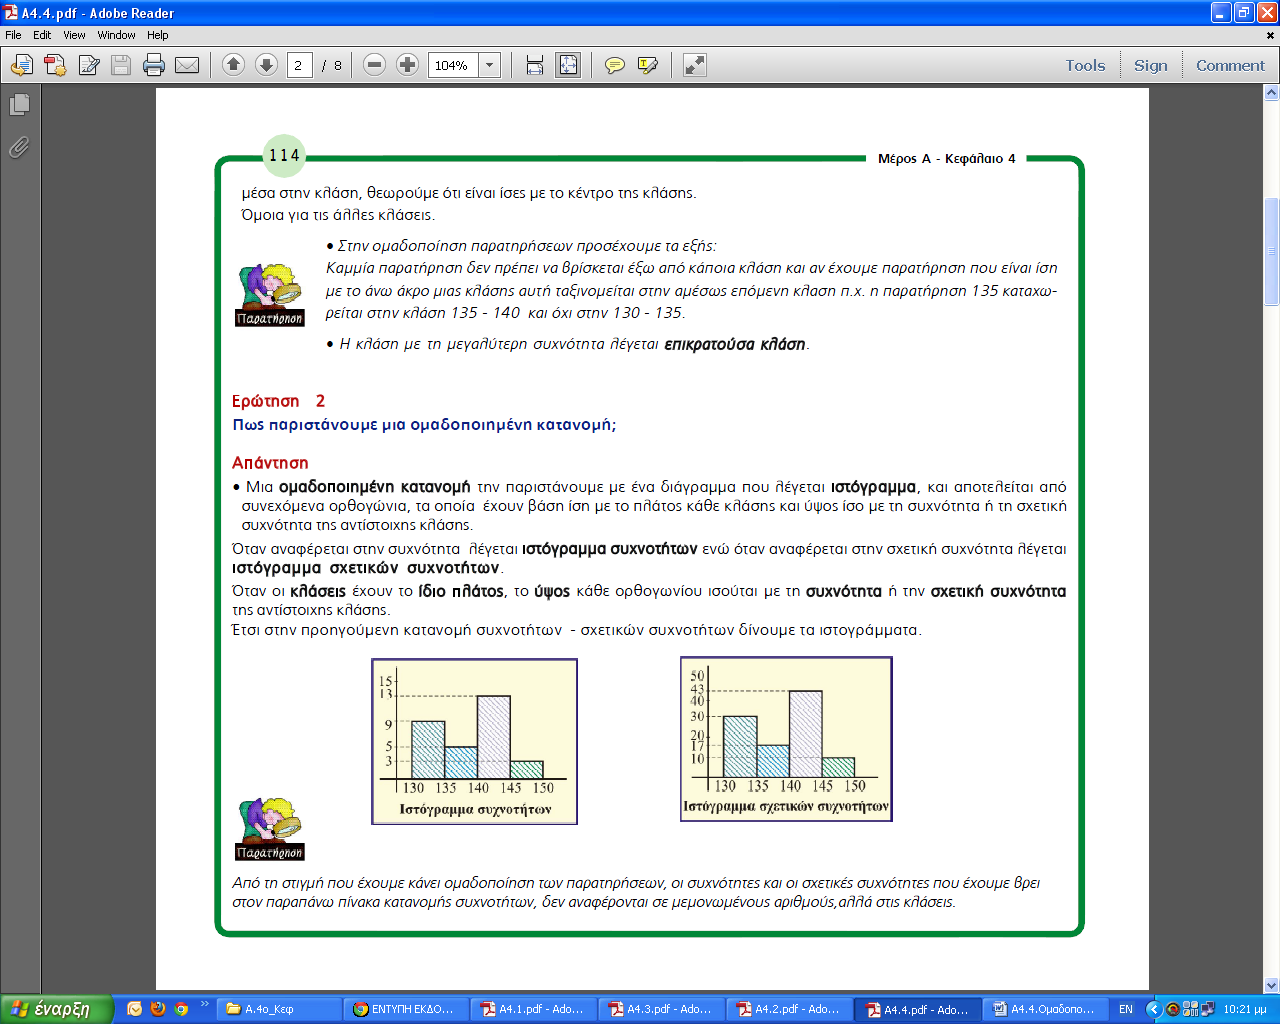 A4.4.pdf - Adobe Reader
File Edit View Window Help
2 / 8 104% Tools Sign Comment
114
Μέρος Α - Κεφάλαιο 4
μέσα στην κλάση, θεωρούμε ότι είναι ίσες με το κέντρο της κλάσης.
Όμοια για τις άλλες κλάσεις.
• Στην ομαδοποίηση παρατηρήσεων προσέχουμε τα εξής:
Καμμία παρατήρηση δεν πρέπει να βρίσκεται έξω από κάποια κλάση και αν έχουμε παρατήρηση που είναι ίση
με το άνω άκρο μιας κλάσης αυτή ταξινομείται στην αμέσως επόμενη κλαση π.χ. η παρατήρηση 135 καταχω-
ρείται στην κλάση 135 - 140 και όχι στην 130 - 135.
Παρατήρηση
• Η κλάση με τη μεγαλύτερη συχνότητα λέγεται επικρατούσα κλάση.
Ερώτηση 2
Πως παριστάνουμε μια ομαδοποιημένη κατανομή;
Απάντηση
• Μια ομαδοποιημένη κατανομή την παριστάνουμε με ένα διάγραμμα που λέγεται ιστόγραμμα, και αποτελείται από
συνεχόμενα ορθογώνια, τα οποία έχουν βάση ίση με το πλάτος κάθε κλάσης και ύψος ίσο με τη συχνότητα ή τη σχετική
συχνότητα της αντίστοιχης κλάσης.
Όταν αναφέρεται στην συχνότητα λέγεται ιστόγραμμα συχνοτήτων ενώ όταν αναφέρεται στην σχετική συχνότητα λέγεται
ιστόγραμμα σχετικών συχνοτήτων.
Όταν οι κλάσεις έχουν το ίδιο πλάτος, το ύψος κάθε ορθογωνίου ισούται με τη συχνότητα ή την σχετική συχνότητα
της αντίστοιχης κλάσης.
Έτσι στην προηγούμενη κατανομή συχνοτήτων - σχετικών συχνοτήτων δίνουμε τα ιστογράμματα.
15
13
9
5
3
130 135 140 145 150
Ιστόγραμμα συχνοτήτων
50
43
40
30
20
17
10
130 135 140 145 150
Ιστόγραμμα σχετικών συχνοτήτων
Παρατήρηση
Από τη στιγμή που έχουμε κάνει ομαδοποίηση των παρατηρήσεων, οι συχνότητες και οι σχετικές συχνότητες που έχουμε βρει
στον παραπάνω πίνακα κατανομής συχνοτήτων, δεν αναφέρονται σε μεμονωμένους αριθμούς,αλλά στις κλάσεις.
έναρξη A.4ο_Κεφ ΕΝΤΥΠΗ ΕΚΔΟ... A4.1.pdf - Ado... A4.3.pdf - Ado... A4.2.pdf - Ado... A4.4.pdf - Ado... A4.4.Ομαδοπο... EN 10:21 μμ